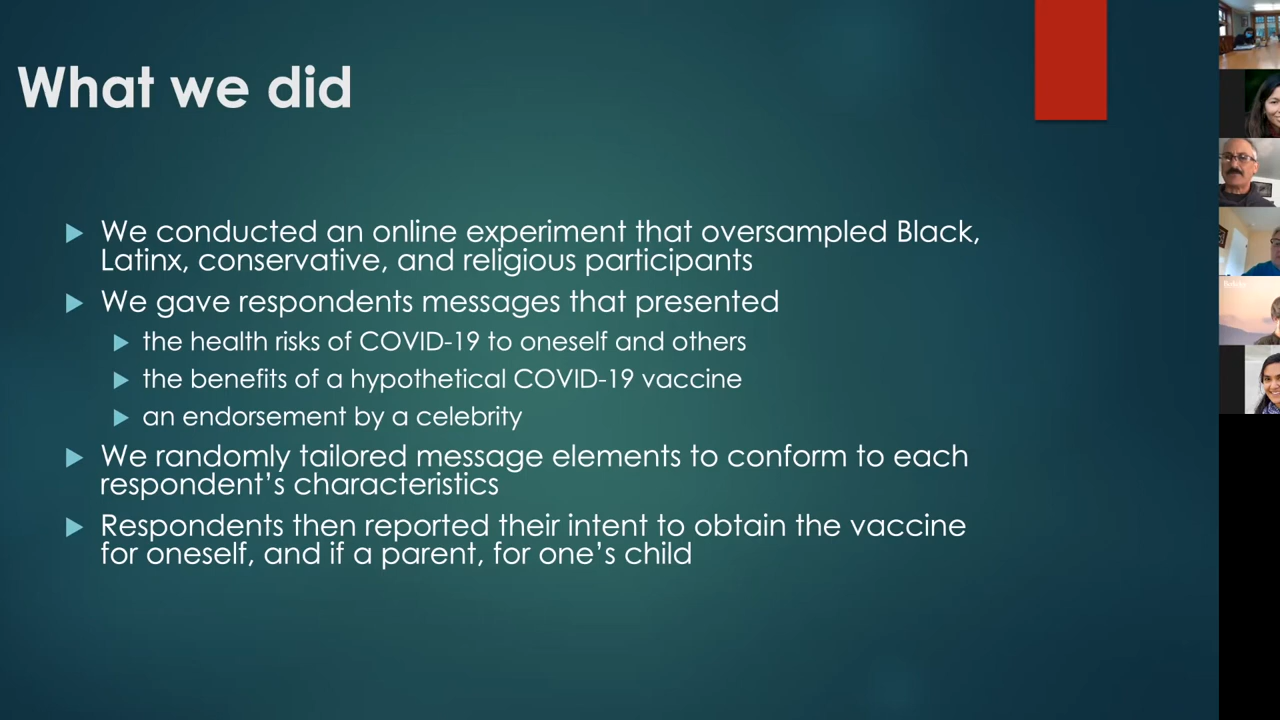 What we did
We conducted an online experiment that oversampled Black,
Latinx, conservative, and religious participants
We gave respondents messages that presented
the health risks of COVID-19 to oneself and others
the benefits of a hypothetical COVID-19 vaccine
an endorsement by a celebrity
We randomly tailored message elements to conform to each
respondent’s characteristics
Respondents then reported their intent to obtain the vaccine
for oneself, and if a parent, for one’s child